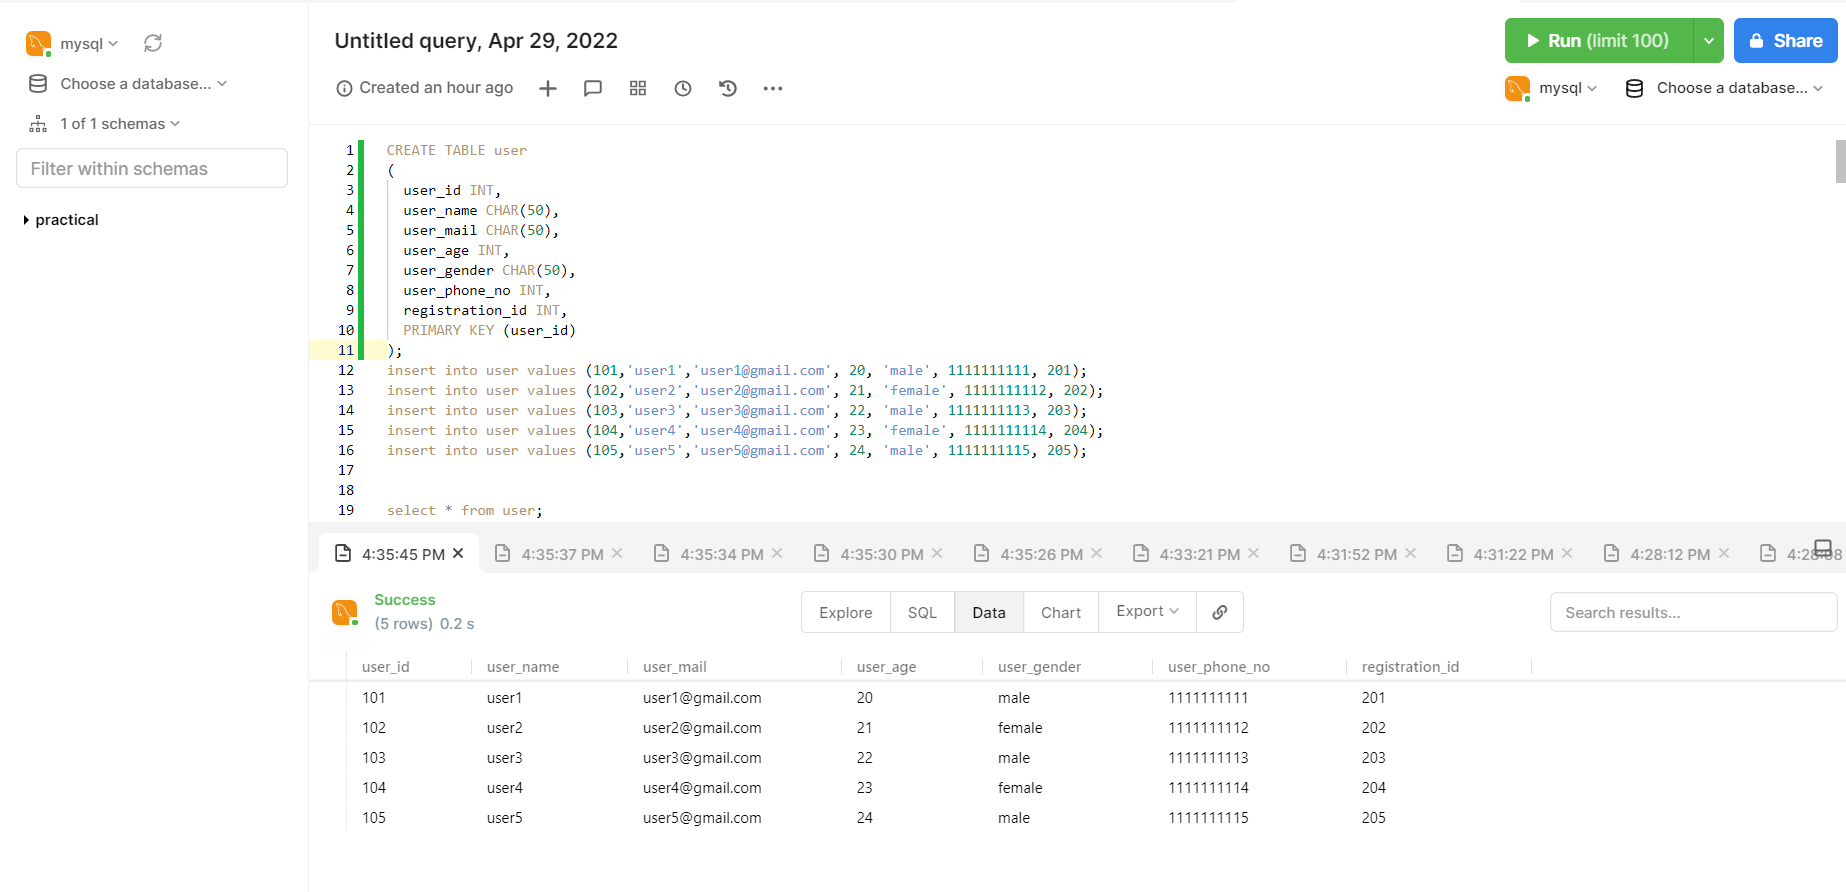 mysql
Choose a database...
1 of 1 schemas
Filter within schemas
practical
Untitled query, Apr 29, 2022
Created an hour ago
Run (limit 100)
Share
mysql
Choose a database...
1 CREATE TABLE user
2 (
3 user_id INT,
4 user_name CHAR(50),
5 user_mail CHAR(50),
6 user_age INT,
7 user_gender CHAR(50),
8 user_phone_no INT,
9 registration_id INT,
10 PRIMARY KEY (user_id)
11 );
12 insert into user values (101,'user1','user1@gmail.com', 20, 'male', 1111111111, 201);
13 insert into user values (102,'user2','user2@gmail.com', 21, 'female', 1111111112, 202);
14 insert into user values (103,'user3','user3@gmail.com', 22, 'male', 1111111113, 203);
15 insert into user values (104,'user4','user4@gmail.com', 23, 'female', 1111111114, 204);
16 insert into user values (105,'user5','user5@gmail.com', 24, 'male', 1111111115, 205);
17
18
19 select * from user;
4:35:45 PM 4:35:37 PM 4:35:34 PM 4:35:30 PM 4:35:26 PM 4:33:21 PM 4:31:52 PM 4:31:22 PM 4:28:12 PM
Success
(5 rows) 0.2 s
Explore SQL Data Chart Export
Search results...
user_id user_name user_mail user_age user_gender user_phone_no registration_id
101 user1 user1@gmail.com 20 male 1111111111 201
102 user2 user2@gmail.com 21 female 1111111112 202
103 user3 user3@gmail.com 22 male 1111111113 203
104 user4 user4@gmail.com 23 female 1111111114 204
105 user5 user5@gmail.com 24 male 1111111115 205